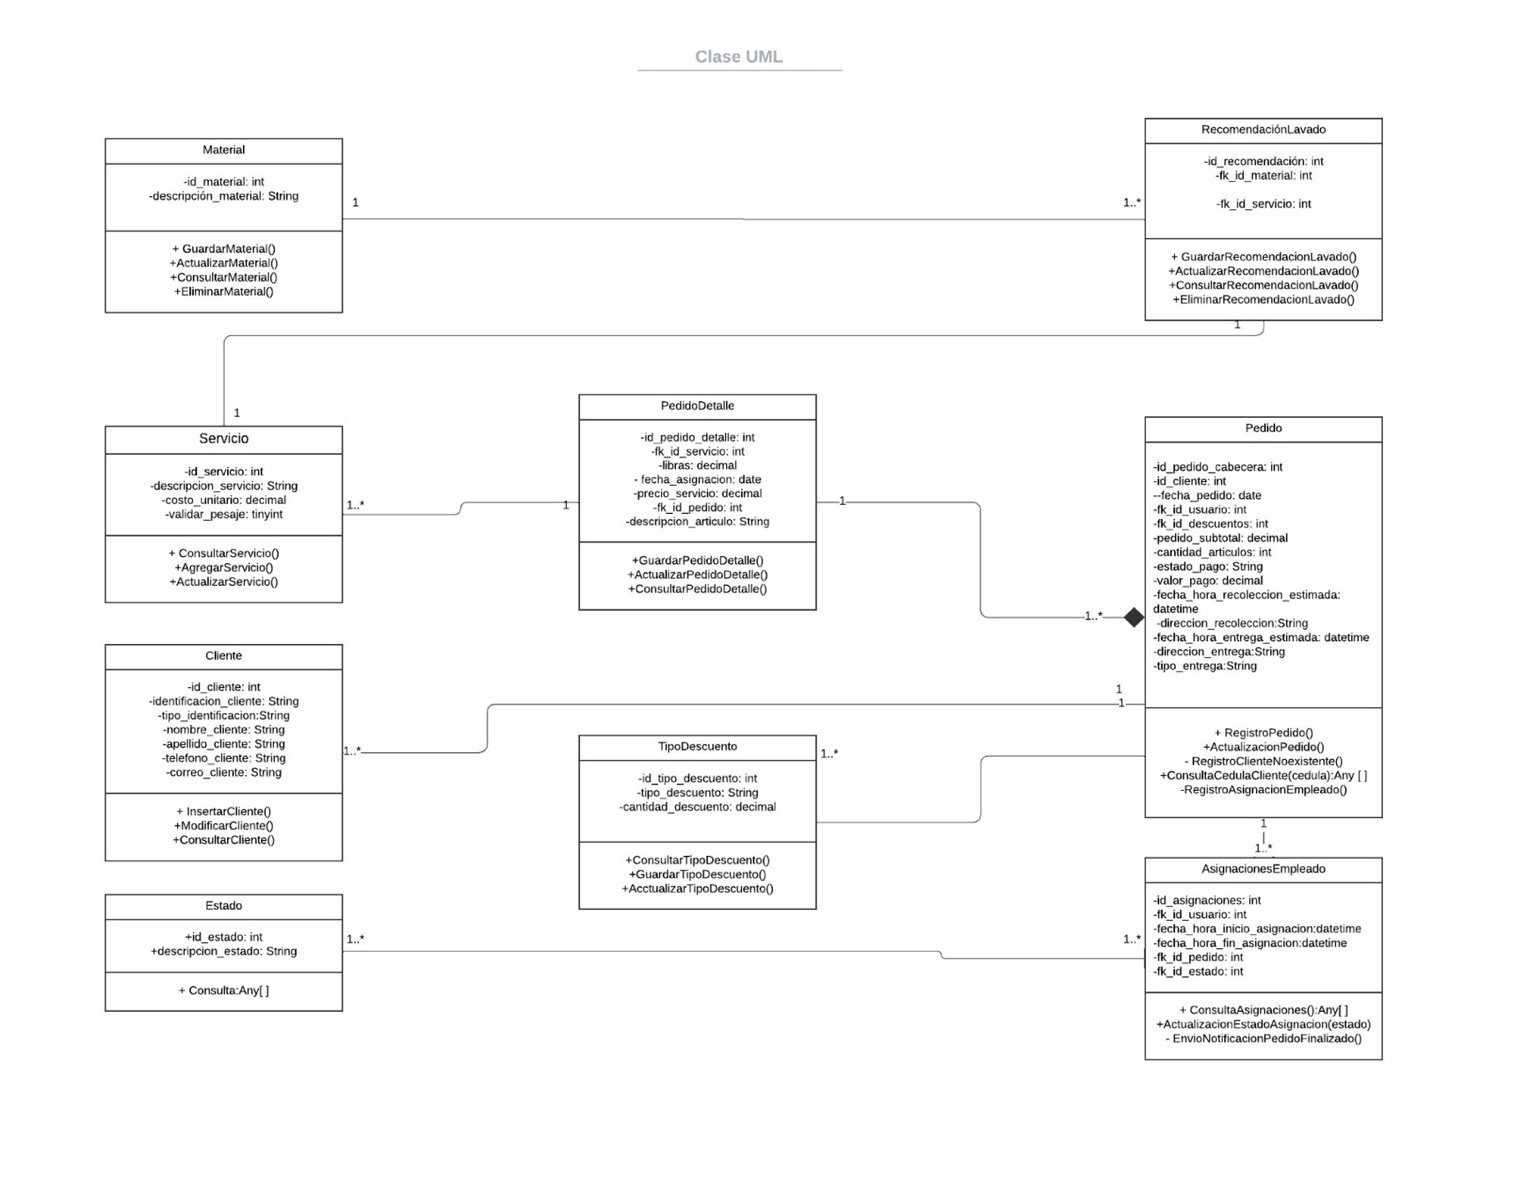 Clase UML
Material
-id_material: int
-descripción_material: String
+ GuardarMaterial()
+ActualizarMaterial()
+ConsultarMaterial()
+EliminarMaterial()
1
1..*
RecomendaciónLavado
-id_recomendación: int
-fk_id_material: int
-fk_id_servicio: int
+ GuardarRecomendacionLavado()
+ActualizarRecomendacionLavado()
+ConsultarRecomendacionLavado()
+EliminarRecomendacionLavado()
1
1
Servicio
-id_servicio: int
-descripcion_servicio: String
-costo_unitario: decimal
-validar_pesaje: tinyint
+ ConsultarServicio()
+AgregarServicio()
+ActualizarServicio()
1..*
1
PedidoDetalle
-id_pedido_detalle: int
-fk_id_servicio: int
-libras: decimal
- fecha_asignacion: date
-precio_servicio: decimal
-fk_id_pedido: int
-descripcion_articulo: String
+GuardarPedidoDetalle()
+ActualizarPedidoDetalle()
+ConsultarPedidoDetalle()
1
1..*
Pedido
-id_pedido_cabecera: int
-id_cliente: int
--fecha_pedido: date
-fk_id_usuario: int
-fk_id_descuentos: int
-pedido_subtotal: decimal
-cantidad_articulos: int
-estado_pago: String
-valor_pago: decimal
-fecha_hora_recoleccion_estimada:
datetime
-direccion_recoleccion:String
-fecha_hora_entrega_estimada: datetime
-direccion_entrega:String
-tipo_entrega:String
+ RegistroPedido()
+ActualizacionPedido()
- RegistroClienteNoexistente()
+ConsultaCedulaCliente(cedula):Any [ ]
-RegistroAsignacionEmpleado()
1
1
Cliente
-id_cliente: int
-identificacion_cliente: String
-tipo_identificacion:String
-nombre_cliente: String
-apellido_cliente: String
-telefono_cliente: String
-correo_cliente: String
+ InsertarCliente()
+ModificarCliente()
+ConsultarCliente()
1..*
TipoDescuento
-id_tipo_descuento: int
-tipo_descuento: String
-cantidad_descuento: decimal
+ConsultarTipoDescuento()
+GuardarTipoDescuento()
+AcctualizarTipoDescuento()
1..*
1
1..*
Estado
+id_estado: int
+descripcion_estado: String
+ Consulta:Any[ ]
1..*
1..*
AsignacionesEmpleado
-id_asignaciones: int
-fk_id_usuario: int
-fecha_hora_inicio_asignacion:datetime
-fecha_hora_fin_asignacion:datetime
-fk_id_pedido: int
-fk_id_estado: int
+ ConsultaAsignaciones():Any[ ]
+ActualizacionEstadoAsignacion(estado)
- EnvioNotificacionPedidoFinalizado()